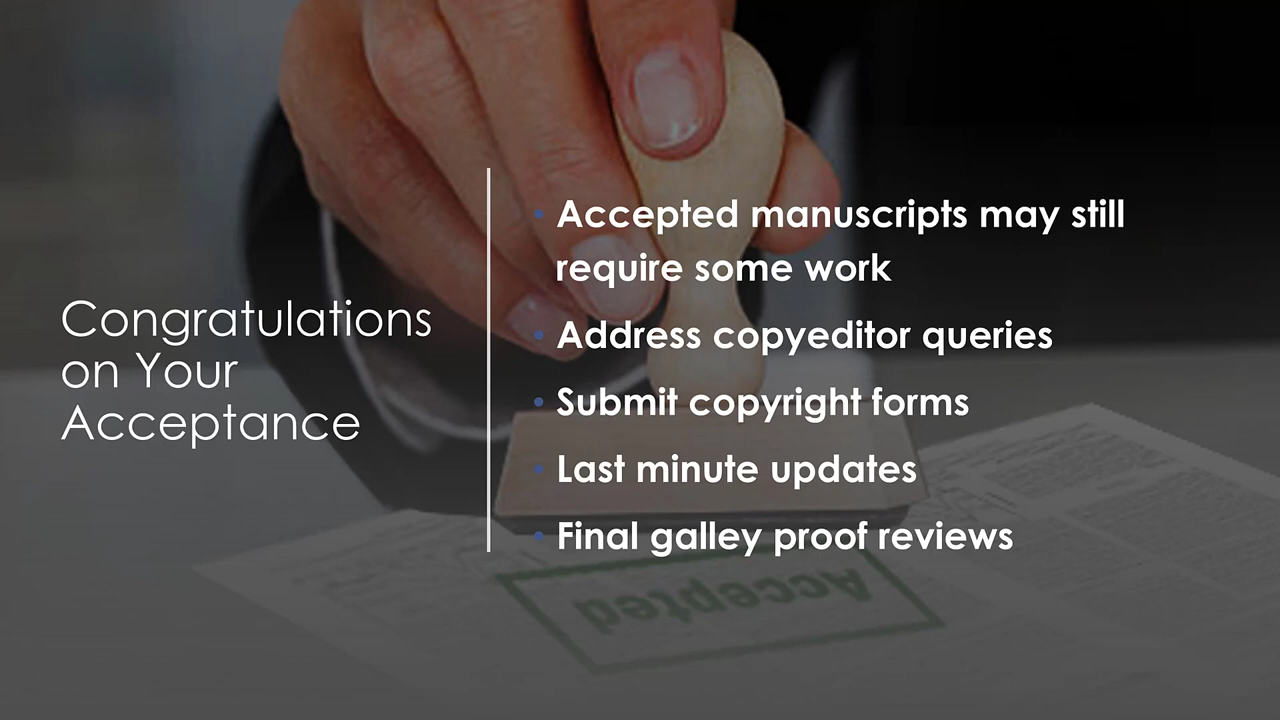 Congratulations
on Your
Acceptance
• Accepted manuscripts may still
require some work
• Address copyeditor queries
• Submit copyright forms
• Last minute updates
• Final galley proof reviews
Accepted